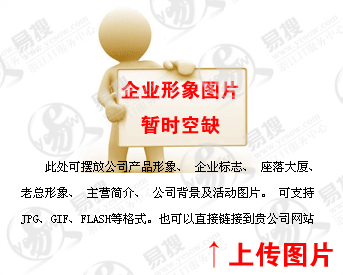 企业形象图片
暂时空缺
此处可摆放公司产品形象、 企业标志、 座落大厦、
老总形象、 主营简介、 公司背景及活动图片。 可支持
JPG、GIF、FLASH等格式。也可以直接链接到贵公司网站
↑上传图片